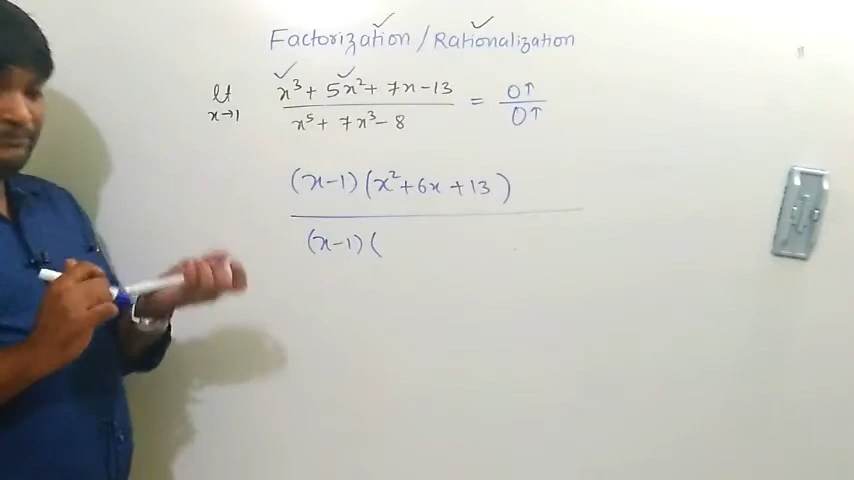 Factorization / Rationalization
lt x→1 x³ + 5x² + 7x - 13 / x⁵ + 7x³ - 8 = 0↑ / 0↑
(x-1)(x²+6x+13)
(x-1)(